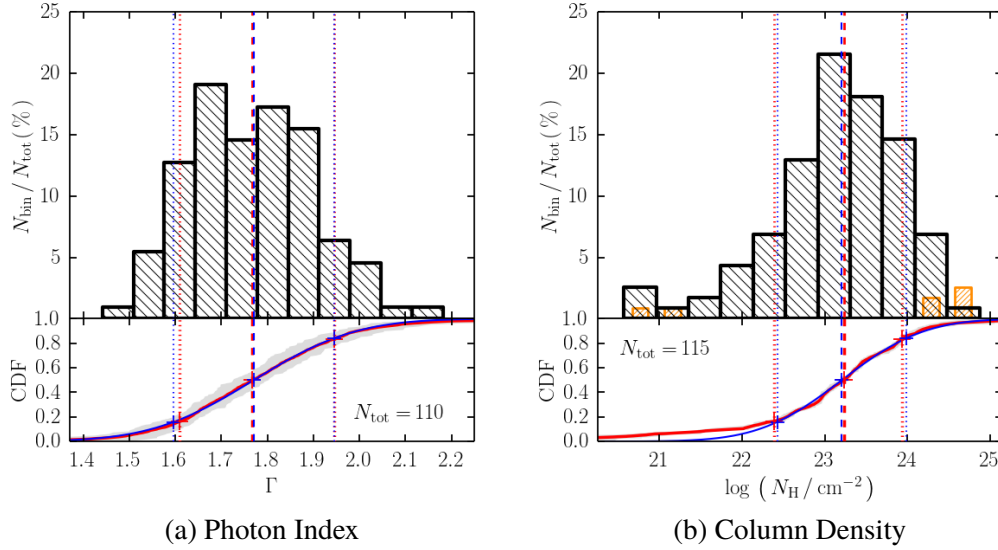 25
20
15
10
5
N_bin / N_tot (%)
1.0
0.8
0.6
0.4
0.2
0.0
CDF
N_tot = 110
1.4 1.5 1.6 1.7 1.8 1.9 2.0 2.1 2.2
Γ
(a) Photon Index
25
20
15
10
5
N_bin / N_tot (%)
1.0
0.8
0.6
0.4
0.2
0.0
CDF
N_tot = 115
21 22 23 24 25
log (N_H / cm⁻²)
(b) Column Density